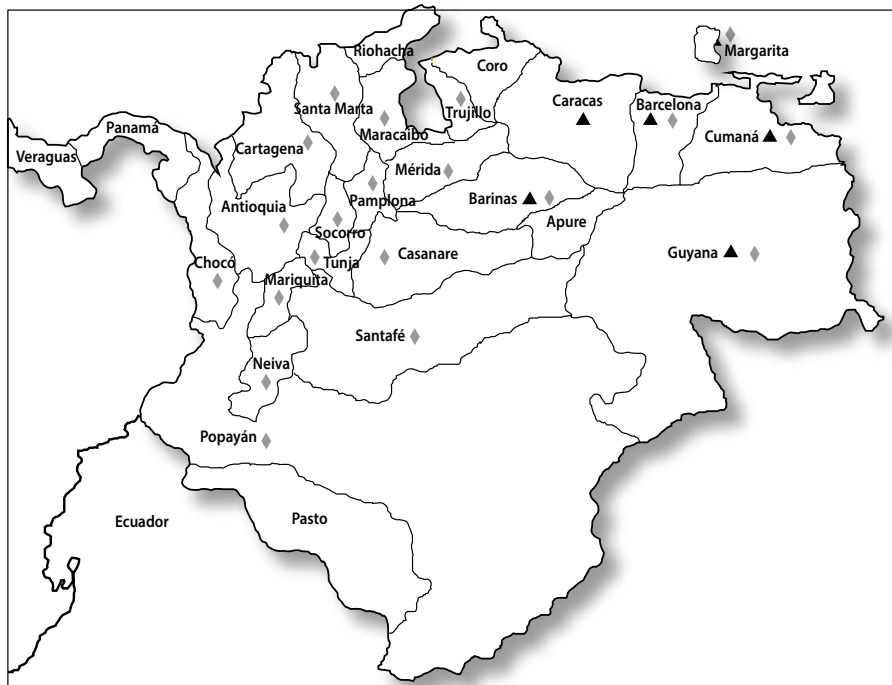 Riohacha
Margarita
Coro
Santa Marta
Trujillo
Caracas
Barcelona
Panamá
Maracaibo
Cumaná
Veraguas
Cartagena
Mérida
Pamplona
Barinas
Antioquia
Socorro
Apure
Chocó
Tunja
Casanare
Guyana
Mariquita
Santafé
Neiva
Popayán
Ecuador
Pasto